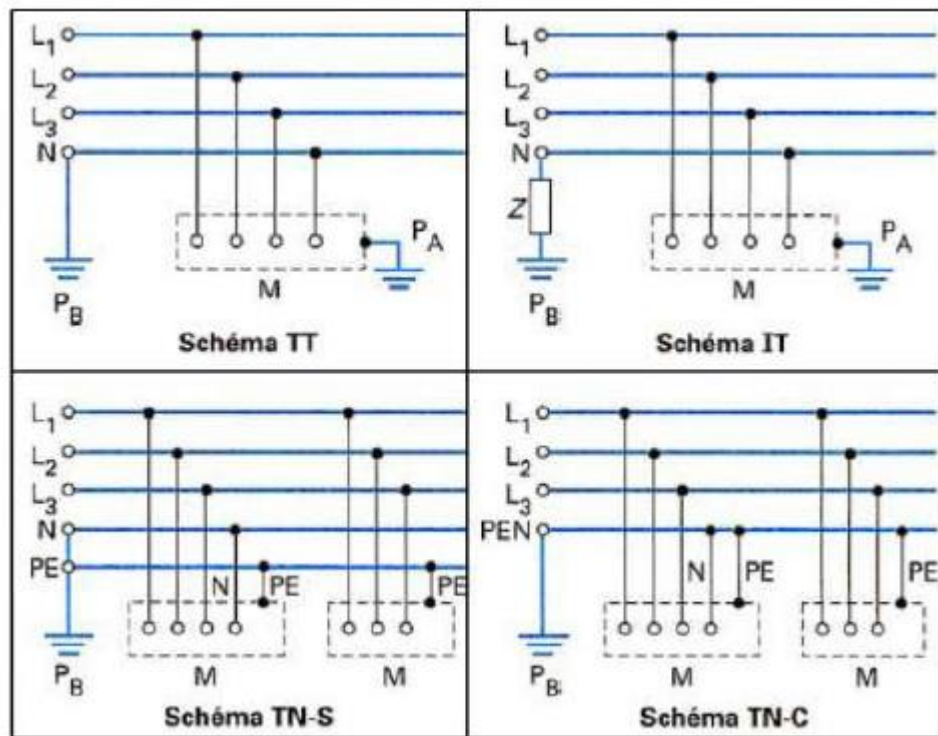 L1
L2
L3
N
PA
M
PB
Schéma TT
L1
L2
L3
N
Z
PA
M
PB
Schéma IT
L1
L2
L3
N
PE
N
PE
PE
M
M
PB
Schéma TN-S
L1
L2
L3
PEN
N
PE
PE
M
M
PB
Schéma TN-C